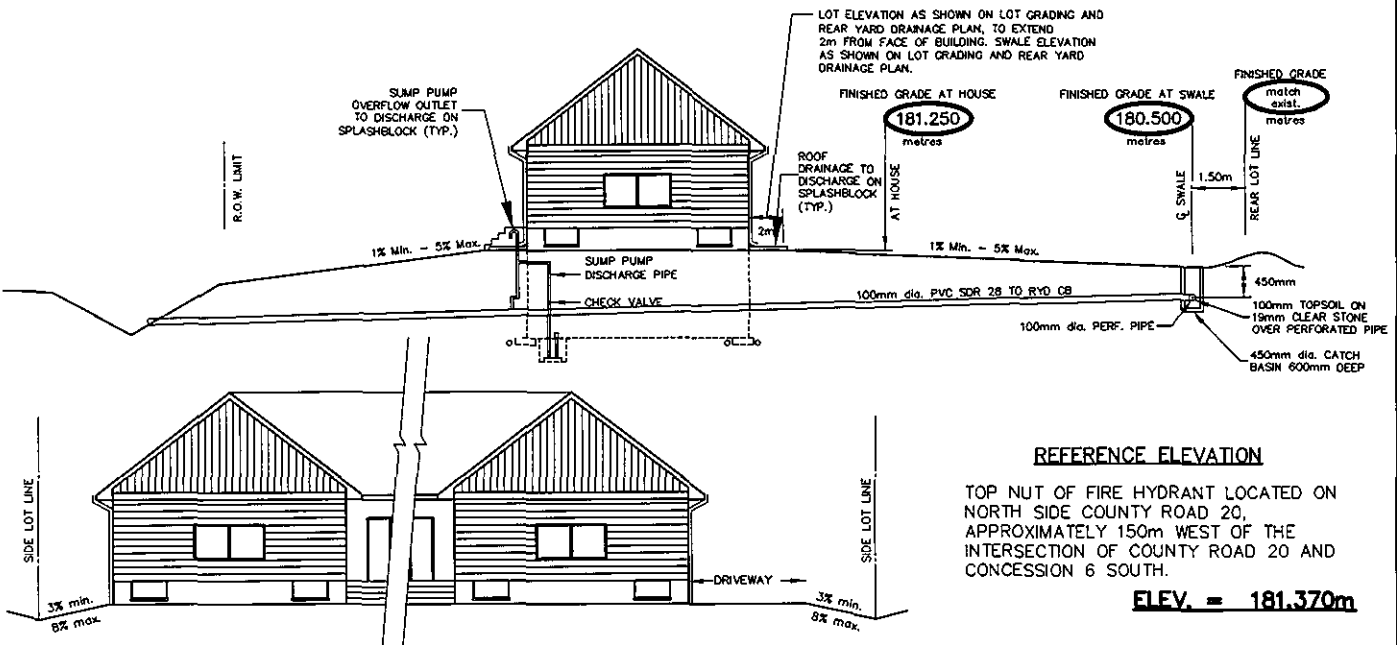 LOT ELEVATION AS SHOWN ON LOT GRADING AND
REAR YARD DRAINAGE PLAN, TO EXTEND
2m FROM FACE OF BUILDING. SWALE ELEVATION
AS SHOWN ON LOT GRADING AND REAR YARD
DRAINAGE PLAN.
SUMP PUMP
OVERFLOW OUTLET
TO DISCHARGE ON
SPLASHBLOCK (TYP.)
FINISHED GRADE AT HOUSE
181.250
metres
FINISHED GRADE AT SWALE
180.500
metres
FINISHED GRADE
match
exist.
metres
R.O.W. LIMIT
ROOF
DRAINAGE TO
DISCHARGE ON
SPLASHBLOCK
(TYP.)
2m
AT HOUSE
℄ SWALE
1.50m
REAR LOT LINE
1% Min. - 5% Max.
1% Min. - 5% Max.
SUMP PUMP
DISCHARGE PIPE
CHECK VALVE
100mm dia. PVC SDR 28 TO RYD CB
450mm
100mm TOPSOIL ON
19mm CLEAR STONE
OVER PERFORATED PIPE
100mm dia. PERF. PIPE
450mm dia. CATCH
BASIN 600mm DEEP
SIDE LOT LINE
3% min.
8% max.
DRIVEWAY
SIDE LOT LINE
3% min.
8% max.
REFERENCE ELEVATION
TOP NUT OF FIRE HYDRANT LOCATED ON
NORTH SIDE COUNTY ROAD 20,
APPROXIMATELY 150m WEST OF THE
INTERSECTION OF COUNTY ROAD 20 AND
CONCESSION 6 SOUTH.
ELEV. = 181.370m